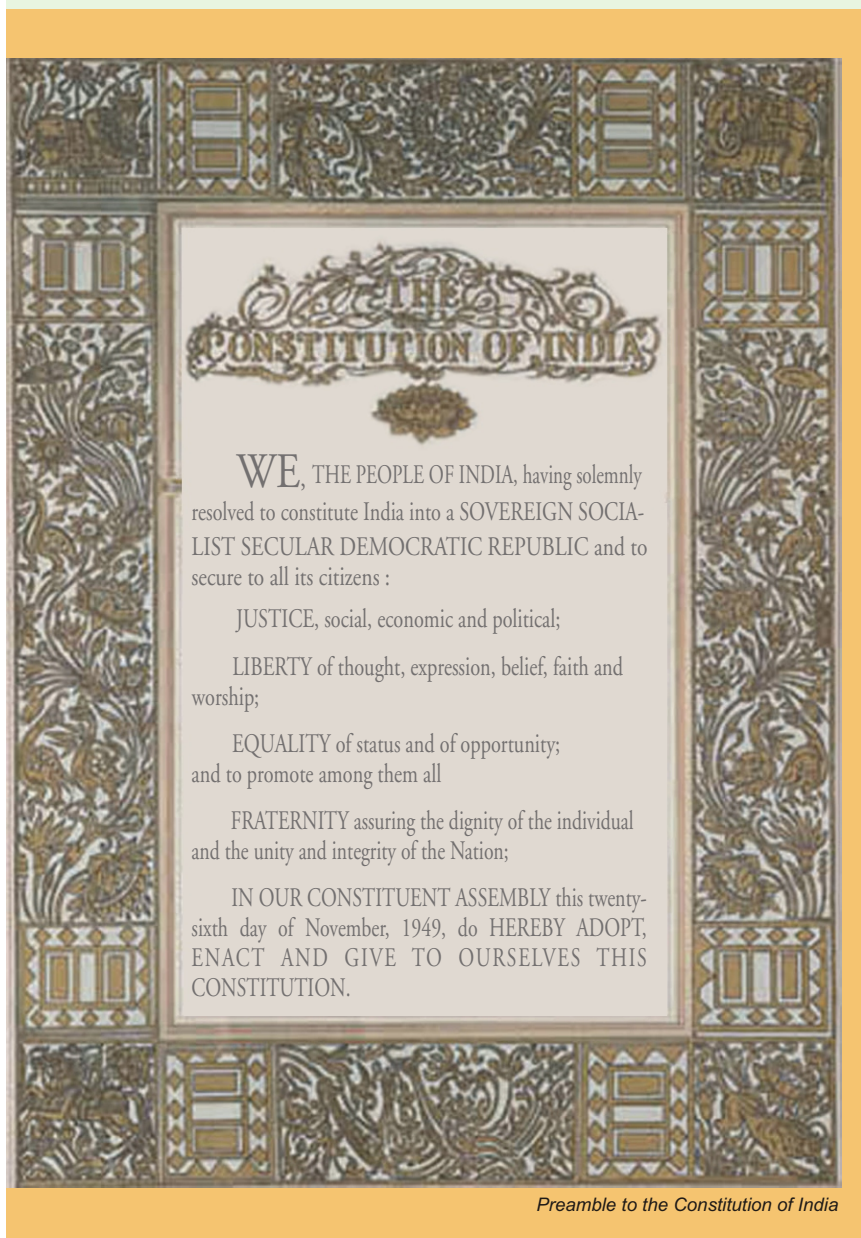 THE
CONSTITUTION OF INDIA
WE, THE PEOPLE OF INDIA, having solemnly
resolved to constitute India into a SOVEREIGN SOCIA-
LIST SECULAR DEMOCRATIC REPUBLIC and to
secure to all its citizens :
JUSTICE, social, economic and political;
LIBERTY of thought, expression, belief, faith and
worship;
EQUALITY of status and of opportunity;
and to promote among them all
FRATERNITY assuring the dignity of the individual
and the unity and integrity of the Nation;
IN OUR CONSTITUENT ASSEMBLY this twenty-
sixth day of November, 1949, do HEREBY ADOPT,
ENACT AND GIVE TO OURSELVES THIS
CONSTITUTION.
Preamble to the Constitution of India